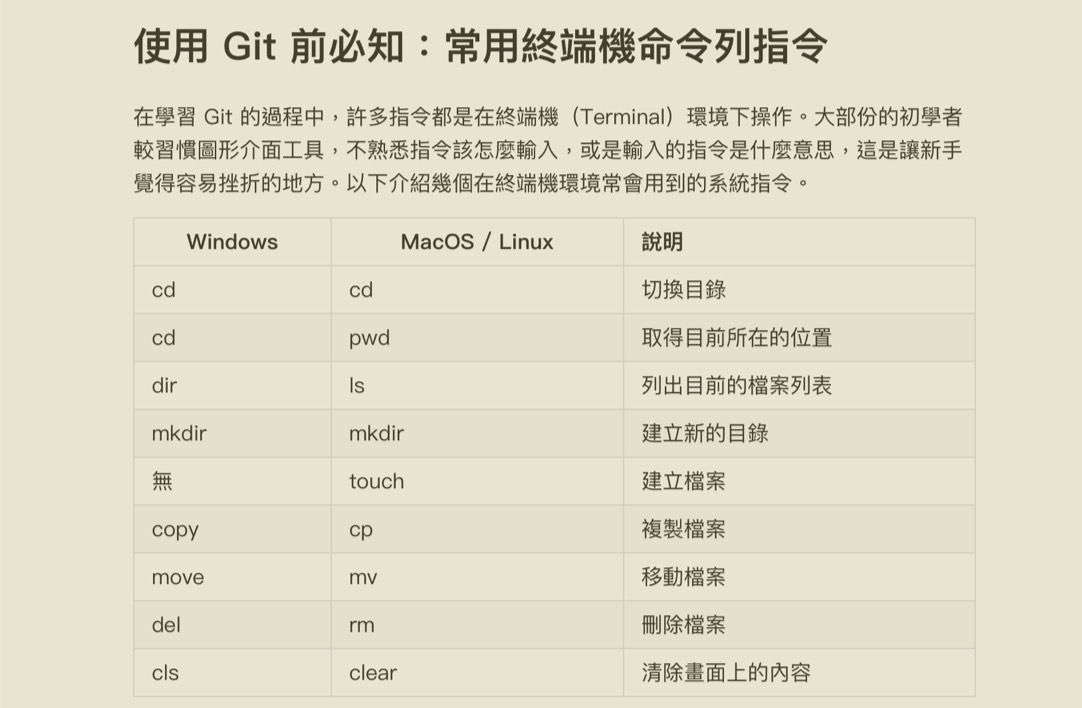 使用 Git 前必知：常用終端機命令列指令
在學習 Git 的過程中，許多指令都是在終端機（Terminal）環境下操作。大部份的初學者
較習慣圖形介面工具，不熟悉指令該怎麼輸入，或是輸入的指令是什麼意思，這是讓新手
覺得容易挫折的地方。以下介紹幾個在終端機環境常會用到的系統指令。
Windows MacOS / Linux 說明
cd cd 切換目錄
cd pwd 取得目前所在的位置
dir ls 列出目前的檔案列表
mkdir mkdir 建立新的目錄
無 touch 建立檔案
copy cp 複製檔案
move mv 移動檔案
del rm 刪除檔案
cls clear 清除畫面上的內容